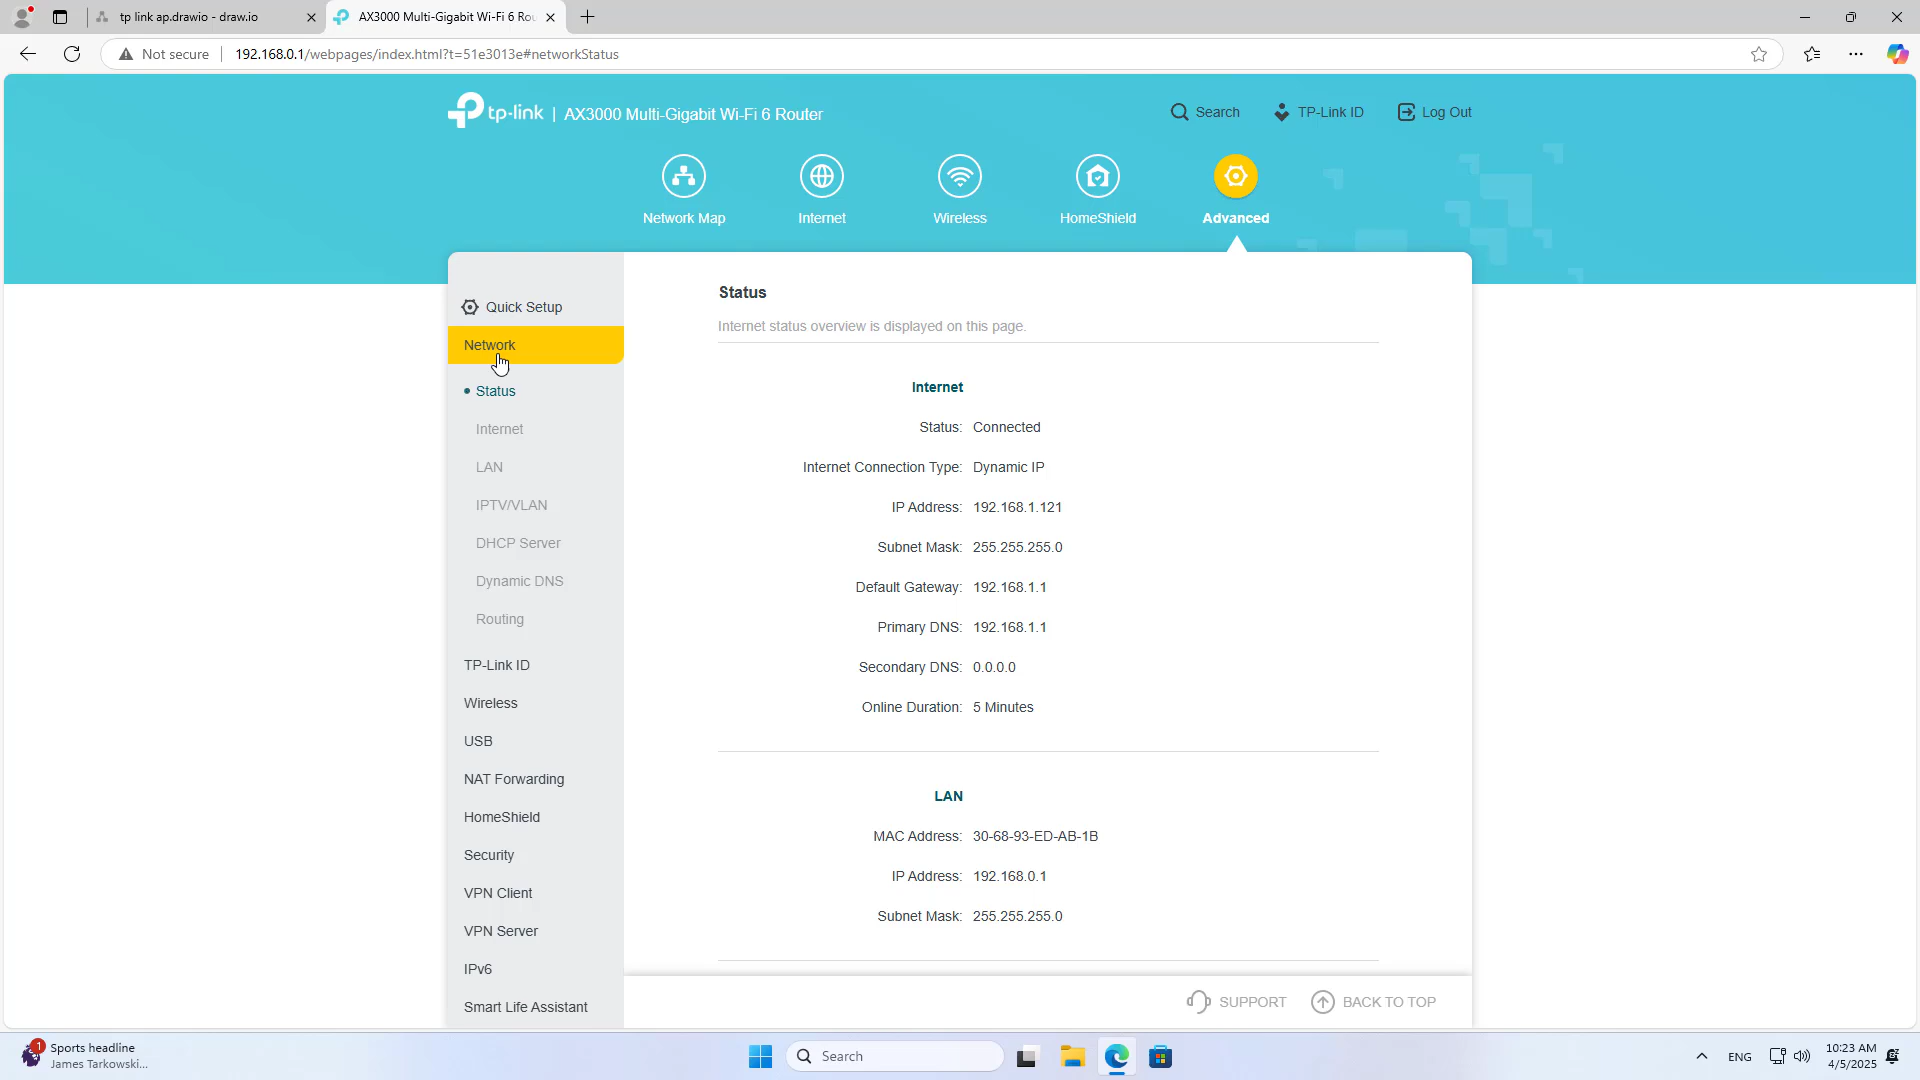 tp link ap.drawio - draw.io
AX3000 Multi-Gigabit Wi-Fi 6 Rou
Not secure
192.168.0.1/webpages/index.html?t=51e3013e#networkStatus
tp-link | AX3000 Multi-Gigabit Wi-Fi 6 Router
Search
TP-Link ID
Log Out
Network Map
Internet
Wireless
HomeShield
Advanced
Quick Setup
Network
Status
Internet
LAN
IPTV/VLAN
DHCP Server
Dynamic DNS
Routing
TP-Link ID
Wireless
USB
NAT Forwarding
HomeShield
Security
VPN Client
VPN Server
IPv6
Smart Life Assistant
Status
Internet status overview is displayed on this page.
Internet
Status: Connected
Internet Connection Type: Dynamic IP
IP Address: 192.168.1.121
Subnet Mask: 255.255.255.0
Default Gateway: 192.168.1.1
Primary DNS: 192.168.1.1
Secondary DNS: 0.0.0.0
Online Duration: 5 Minutes
LAN
MAC Address: 30-68-93-ED-AB-1B
IP Address: 192.168.0.1
Subnet Mask: 255.255.255.0
SUPPORT
BACK TO TOP
1
Sports headline
James Tarkowski...
Search
ENG
10:23 AM
4/5/2025